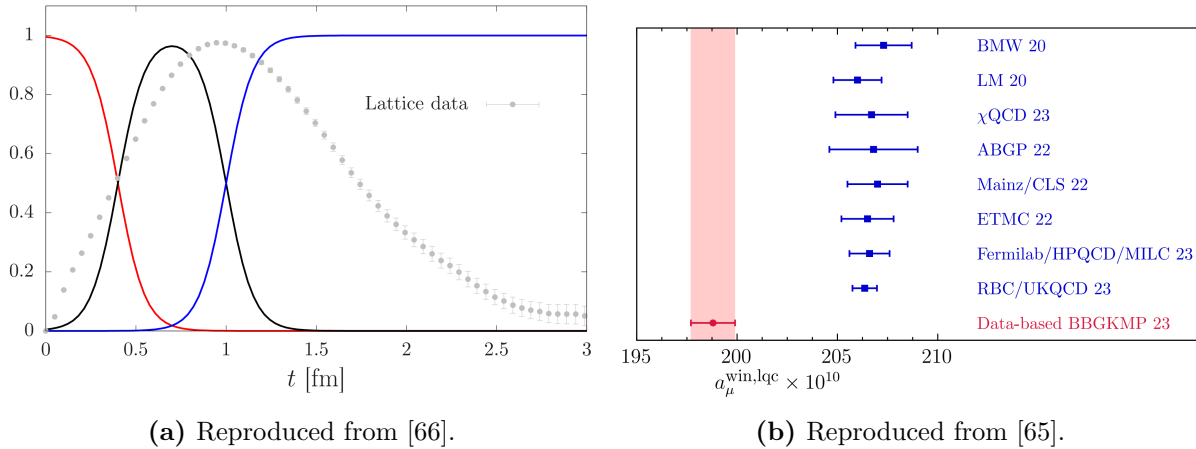 1
0.8
0.6
0.4
0.2
0
0 0.5 1 1.5 2 2.5 3
t [fm]
Lattice data
(a) Reproduced from [66].
BMW 20
LM 20
χQCD 23
ABGP 22
Mainz/CLS 22
ETMC 22
Fermilab/HPQCD/MILC 23
RBC/UKQCD 23
Data-based BBGKMP 23
195 200 205 210
a_μ^{win,lqc} × 10^{10}
(b) Reproduced from [65].